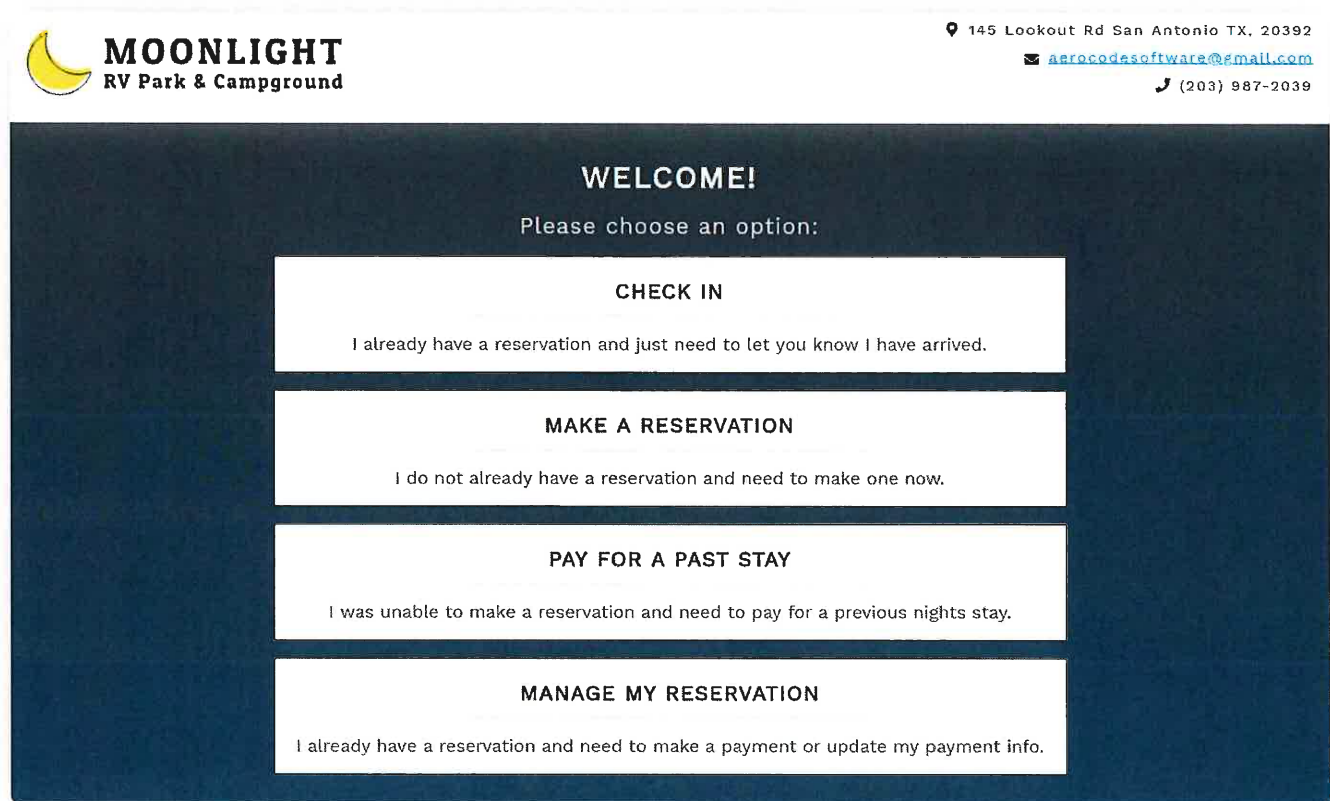 MOONLIGHT
RV Park & Campground
145 Lookout Rd San Antonio TX, 20392
aerocodesoftware@gmail.com
(203) 987-2039
WELCOME!
Please choose an option:
CHECK IN
I already have a reservation and just need to let you know I have arrived.
MAKE A RESERVATION
I do not already have a reservation and need to make one now.
PAY FOR A PAST STAY
I was unable to make a reservation and need to pay for a previous nights stay.
MANAGE MY RESERVATION
I already have a reservation and need to make a payment or update my payment info.